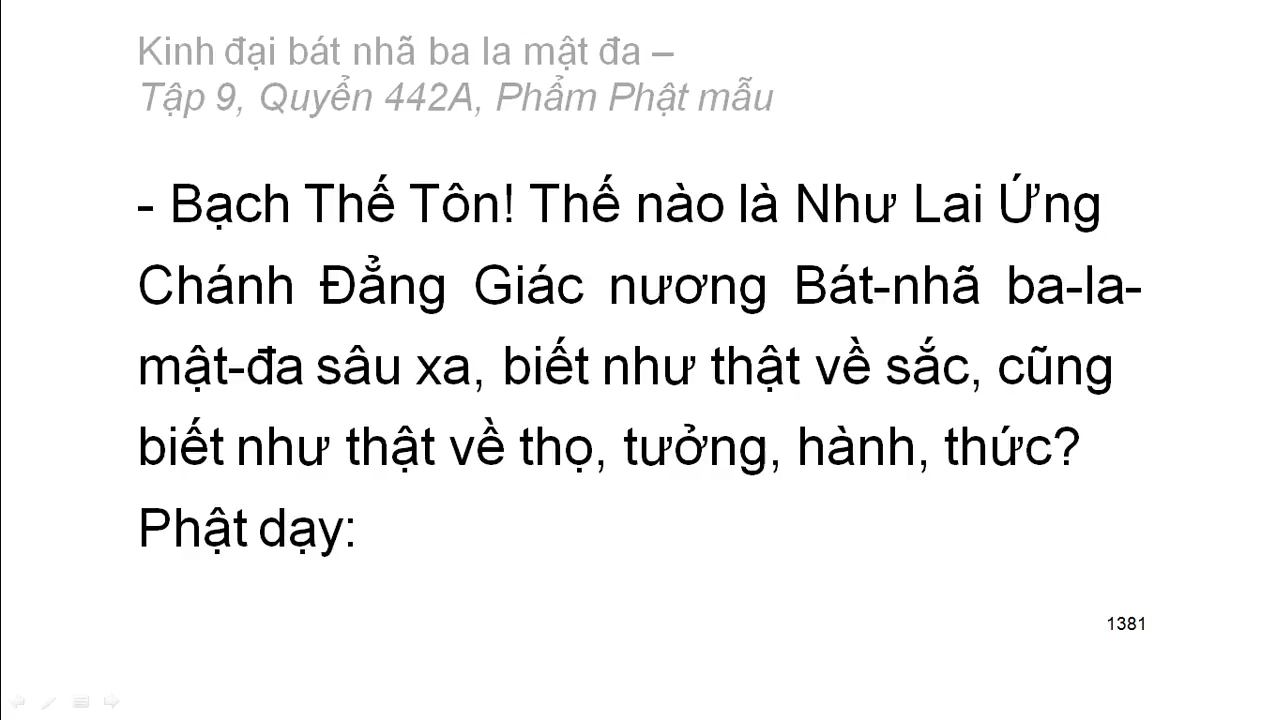 Kinh đại bát nhã ba la mật đa –
Tập 9, Quyển 442A, Phẩm Phật mẫu
- Bạch Thế Tôn! Thế nào là Như Lai Ứng
Chánh Đẳng Giác nương Bát-nhã ba-la-
mật-đa sâu xa, biết như thật về sắc, cũng
biết như thật về thọ, tưởng, hành, thức?
Phật dạy:
1381